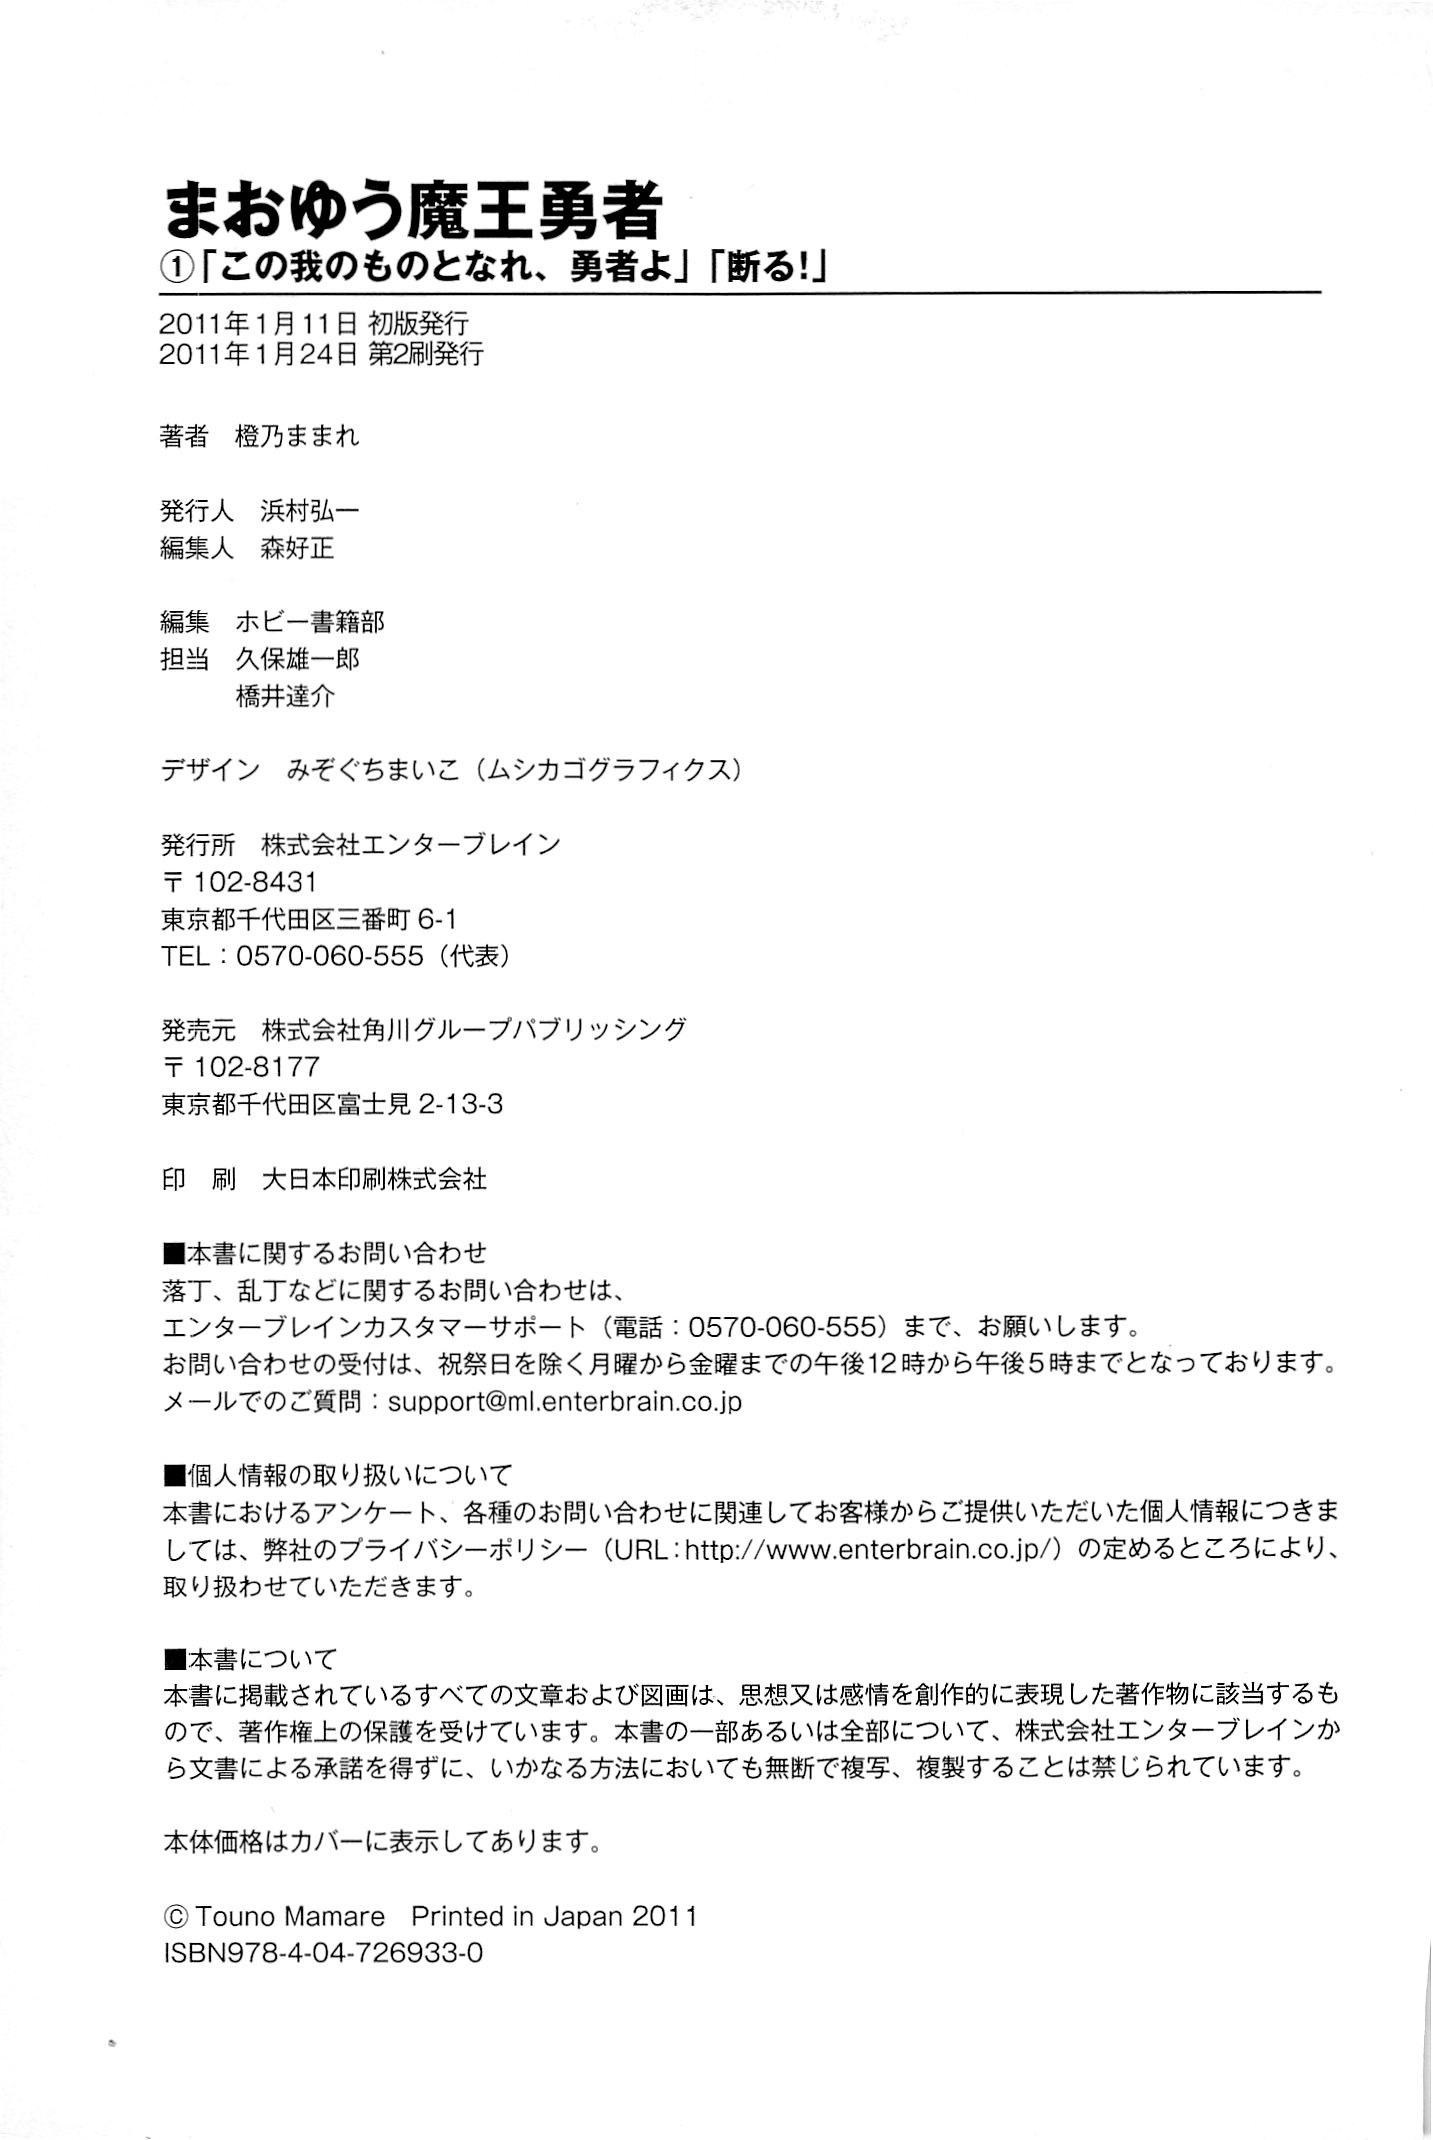 まおゆう魔王勇者
①「この我のものとなれ、勇者よ」「断る！」
2011年1月11日 初版発行
2011年1月24日 第2刷発行
著者　橙乃ままれ
発行人　浜村弘一
編集人　森好正
編集　ホビー書籍部
担当　久保雄一郎
橋井達介
デザイン　みぞぐちまいこ（ムシカゴグラフィクス）
発行所　株式会社エンターブレイン
〒102-8431
東京都千代田区三番町 6-1
TEL：0570-060-555（代表）
発売元　株式会社角川グループパブリッシング
〒102-8177
東京都千代田区富士見 2-13-3
印　刷　大日本印刷株式会社
■本書に関するお問い合わせ
落丁、乱丁などに関するお問い合わせは、
エンターブレインカスタマーサポート（電話：0570-060-555）まで、お願いします。
お問い合わせの受付は、祝祭日を除く月曜から金曜までの午後12時から午後5時までとなっております。
メールでのご質問：support@ml.enterbrain.co.jp
■個人情報の取り扱いについて
本書におけるアンケート、各種のお問い合わせに関連してお客様からご提供いただいた個人情報につきま
しては、弊社のプライバシーポリシー（URL：http://www.enterbrain.co.jp/）の定めるところにより、
取り扱わせていただきます。
■本書について
本書に掲載されているすべての文章および図画は、思想又は感情を創作的に表現した著作物に該当するも
ので、著作権上の保護を受けています。本書の一部あるいは全部について、株式会社エンターブレインか
ら文書による承諾を得ずに、いかなる方法においても無断で複写、複製することは禁じられています。
本体価格はカバーに表示してあります。
© Touno Mamare　Printed in Japan 2011
ISBN978-4-04-726933-0